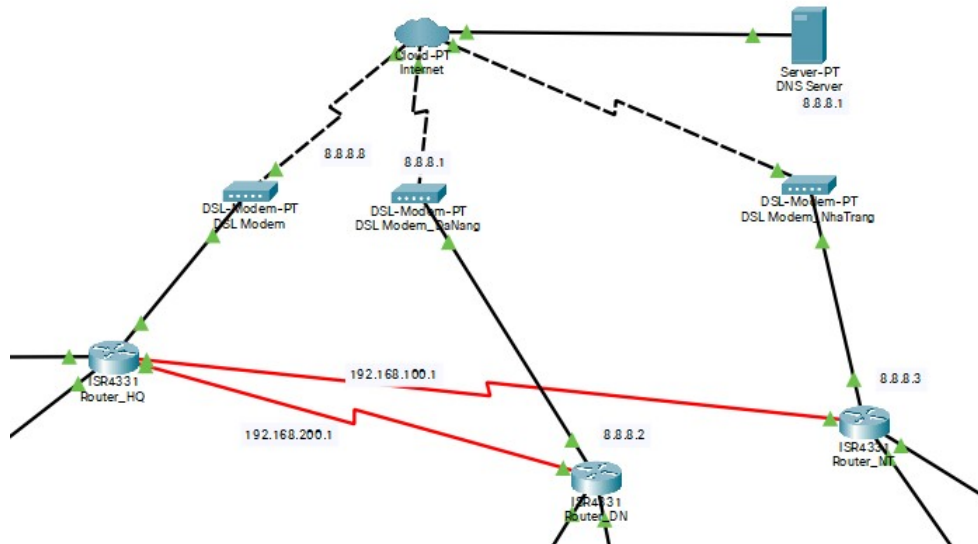 Cloud-PT
Internet
Server-PT
DNS Server
8.8.8.1
8.8.8.8
8.8.8.1
DSL-Modem-PT
DSL Modem
DSL-Modem-PT
DSL Modem_DaNang
DSL-Modem-PT
DSL Modem_NhaTrang
192.168.100.1
8.8.8.3
ISR4331
Router_HQ
192.168.200.1
8.8.8.2
ISR4331
Router_NT
ISR4331
Router_DN